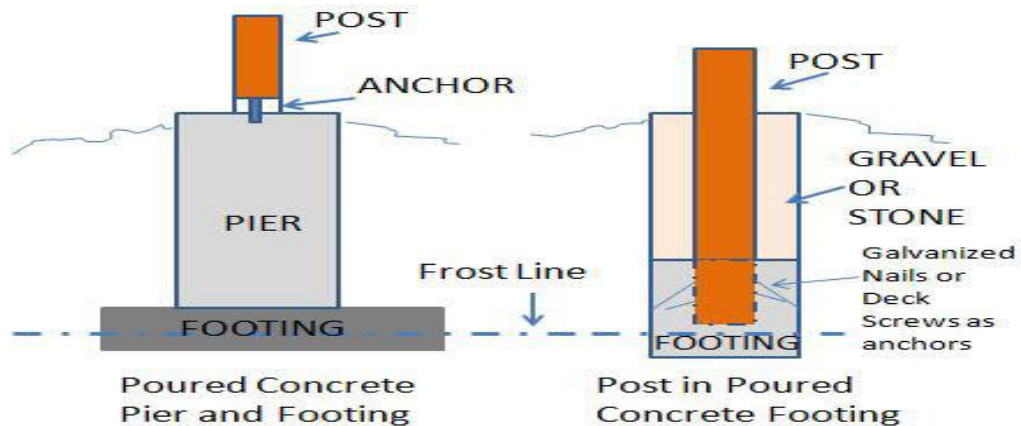 POST
ANCHOR
PIER
FOOTING
Poured Concrete
Pier and Footing
Frost Line
POST
GRAVEL
OR
STONE
Galvanized
Nails or
Deck
Screws as
anchors
FOOTING
Post in Poured
Concrete Footing